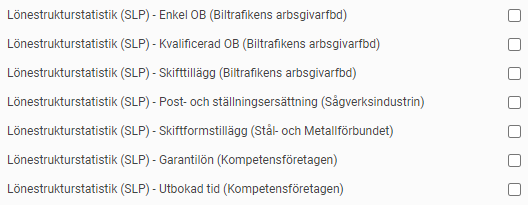 Lönestrukturstatistik (SLP) - Enkel OB (Biltrafikens arbsgivarfbd)
Lönestrukturstatistik (SLP) - Kvalificerad OB (Biltrafikens arbsgivarfbd)
Lönestrukturstatistik (SLP) - Skifttillägg (Biltrafikens arbsgivarfbd)
Lönestrukturstatistik (SLP) - Post- och ställningsersättning (Sågverksindustrin)
Lönestrukturstatistik (SLP) - Skiftformstillägg (Stål- och Metallförbundet)
Lönestrukturstatistik (SLP) - Garantilön (Kompetensföretagen)
Lönestrukturstatistik (SLP) - Utbokad tid (Kompetensföretagen)